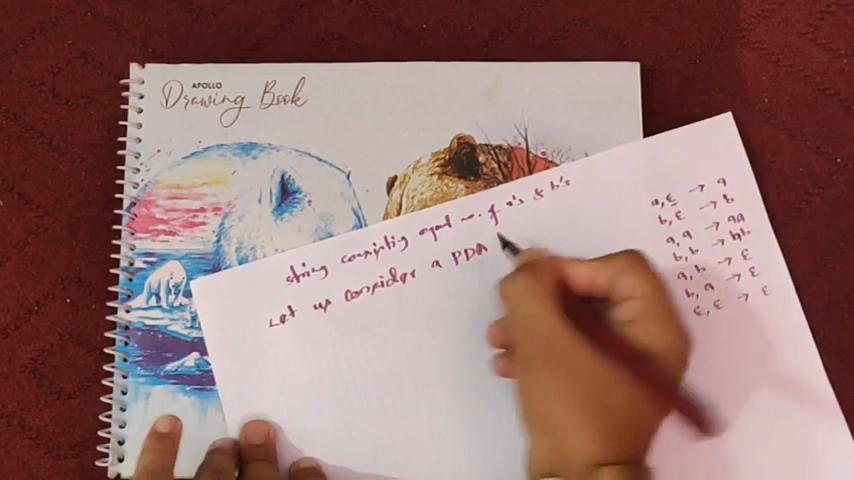 APOLLO
Drawing Book
string consisting equal no. of a's & b's
Let us consider a PDA
a, ε → a
b, ε → b
a, a → aa
b, b → bb
a, b → ε
b, a → ε
ε, ε → ε